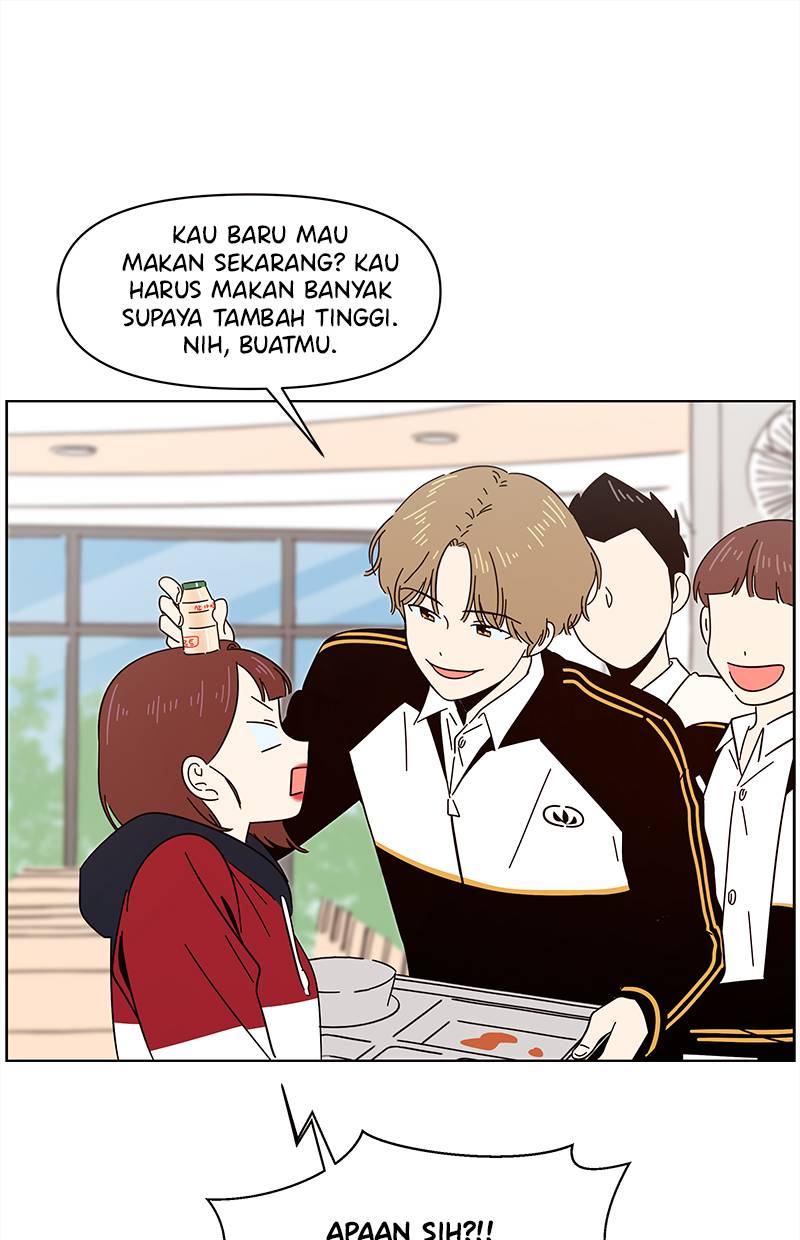 KAU BARU MAU
MAKAN SEKARANG? KAU
HARUS MAKAN BANYAK
SUPAYA TAMBAH TINGGI.
NIH, BUATMU.
APAAN SIH?!!